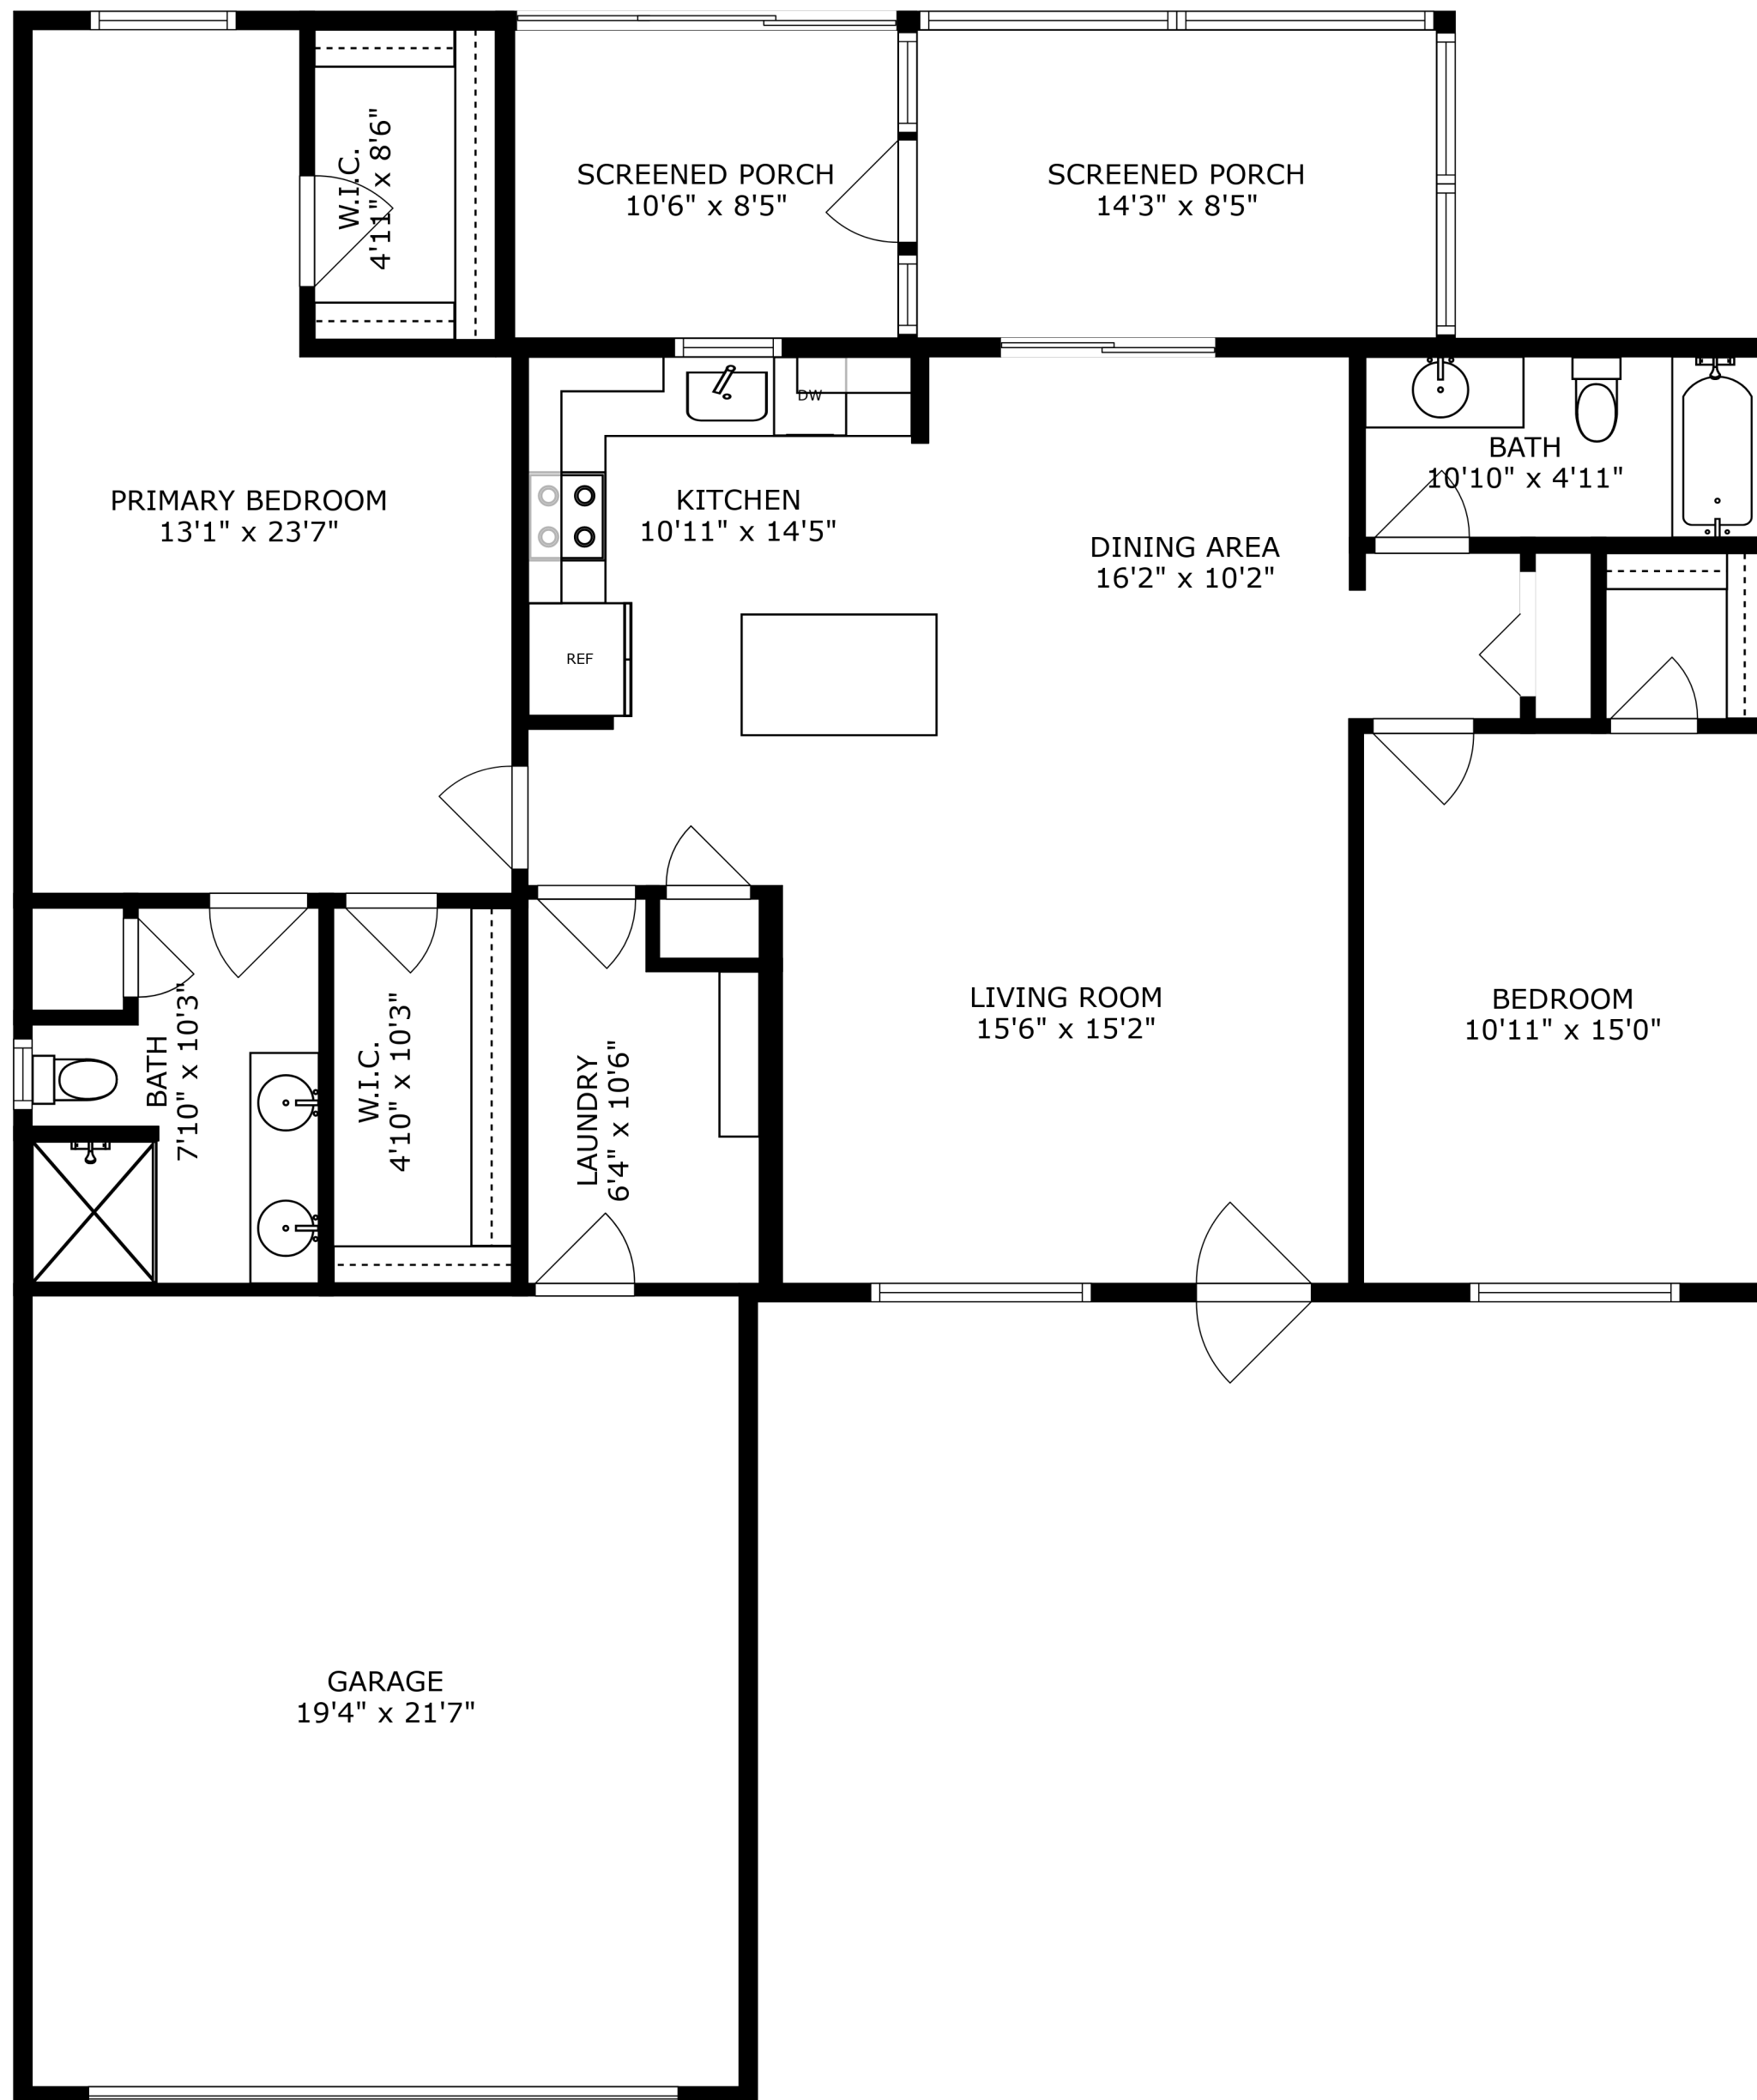 W.I.C.
4'11" x 8'6"
SCREENED PORCH
10'6" x 8'5"
SCREENED PORCH
14'3" x 8'5"
DW
BATH
10'10" x 4'11"
PRIMARY BEDROOM
13'1" x 23'7"
KITCHEN
10'11" x 14'5"
DINING AREA
16'2" x 10'2"
REF
LIVING ROOM
15'6" x 15'2"
BEDROOM
10'11" x 15'0"
BATH
7'10" x 10'3"
W.I.C.
4'10" x 10'3"
LAUNDRY
6'4" x 10'6"
GARAGE
19'4" x 21'7"